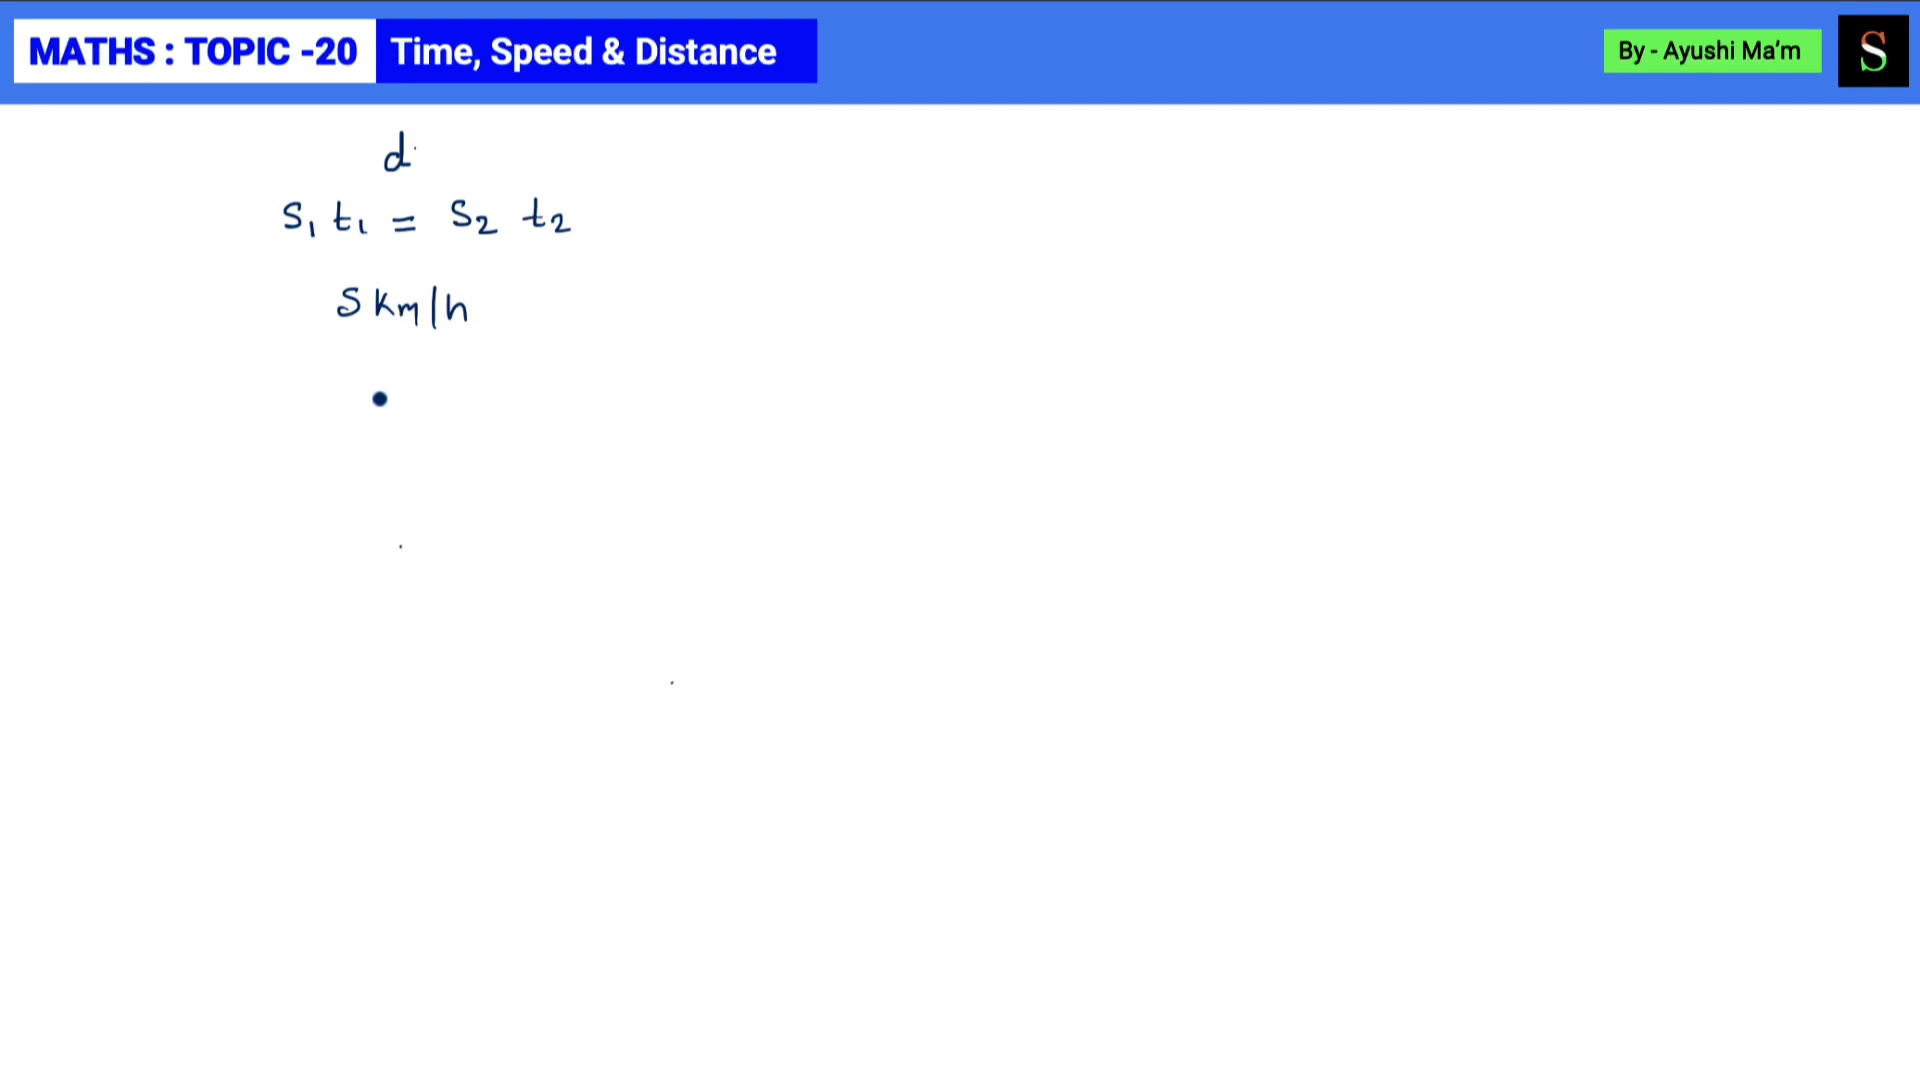 MATHS : TOPIC -20 Time, Speed & Distance By - Ayushi Ma'm S
d
S₁ t₁ = S₂ t₂
5 km/h